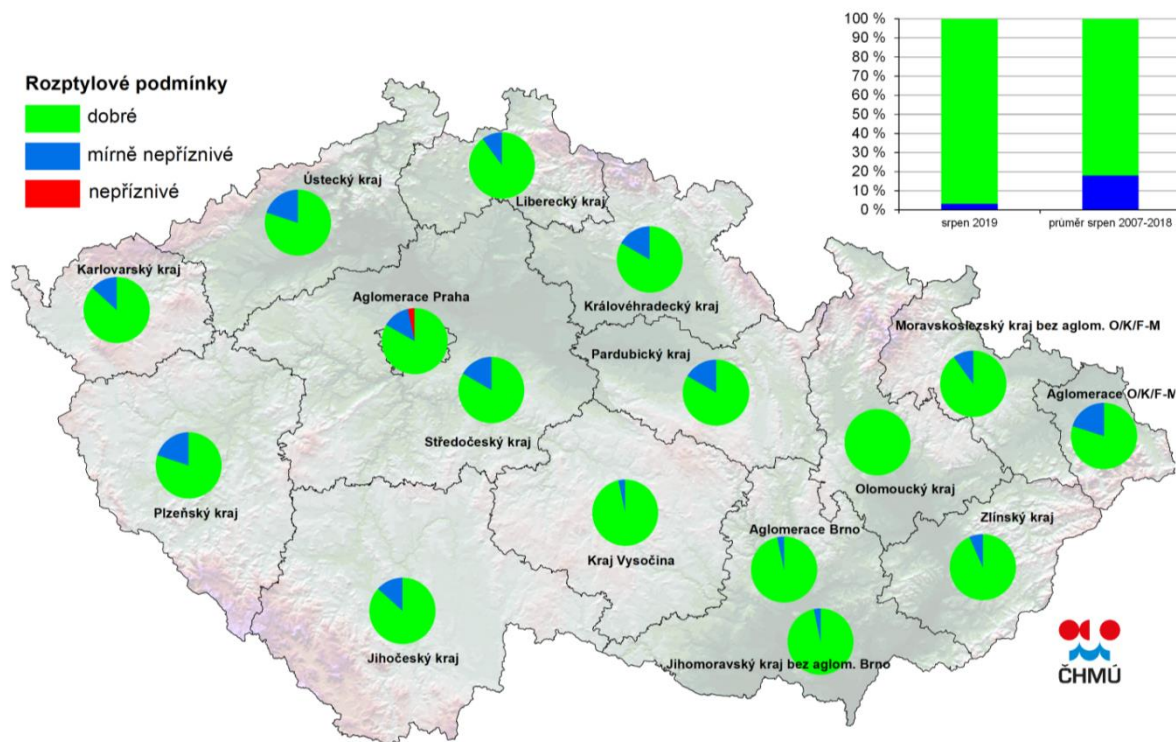 Rozptylové podmínky
dobré
mírně nepříznivé
nepříznivé
100 %
90 %
80 %
70 %
60 %
50 %
40 %
30 %
20 %
10 %
0 %
srpen 2019
průměr srpen 2007-2018
Ústecký kraj
Liberecký kraj
Karlovarský kraj
Aglomerace Praha
Královéhradecký kraj
Moravskoslezský kraj bez aglom. O/K/F-M
Pardubický kraj
Aglomerace O/K/F-M
Středočeský kraj
Olomoucký kraj
Plzeňský kraj
Zlínský kraj
Aglomerace Brno
Kraj Vysočina
Jihočeský kraj
Jihomoravský kraj bez aglom. Brno
ČHMÚ